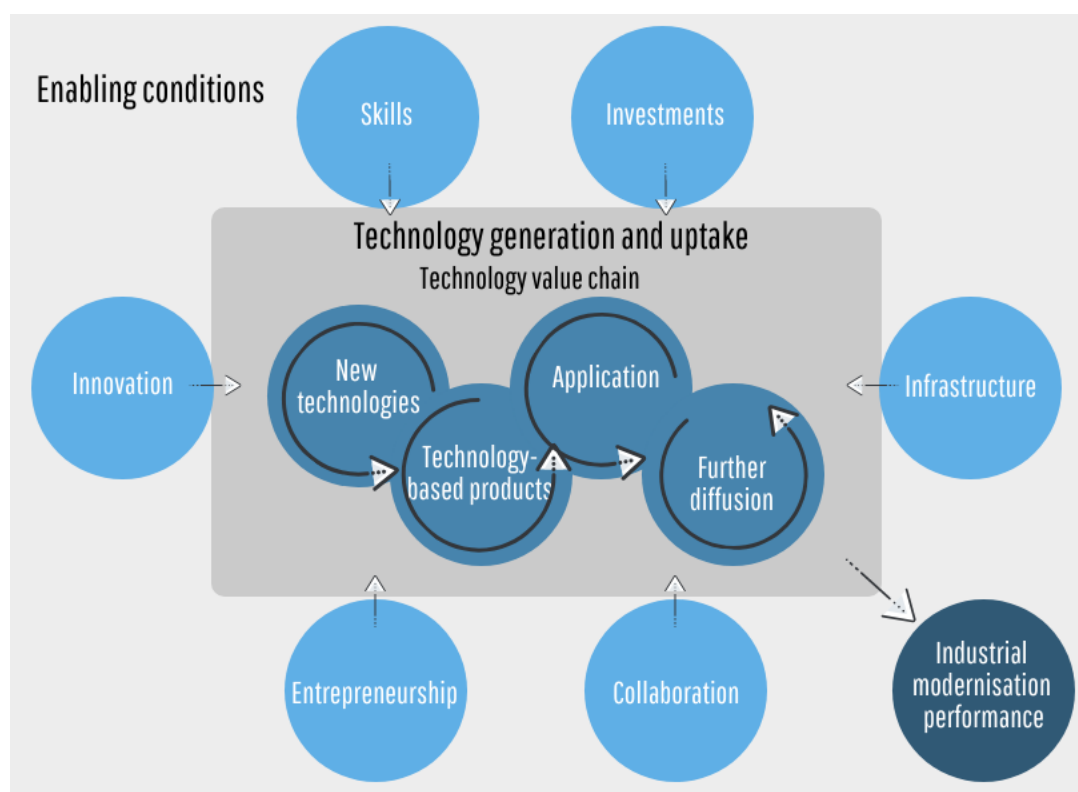 Enabling conditions
Skills
Investments
Technology generation and uptake
Technology value chain
Innovation
New
technologies
Technology-
based products
Application
Further
diffusion
Infrastructure
Entrepreneurship
Collaboration
Industrial
modernisation
performance